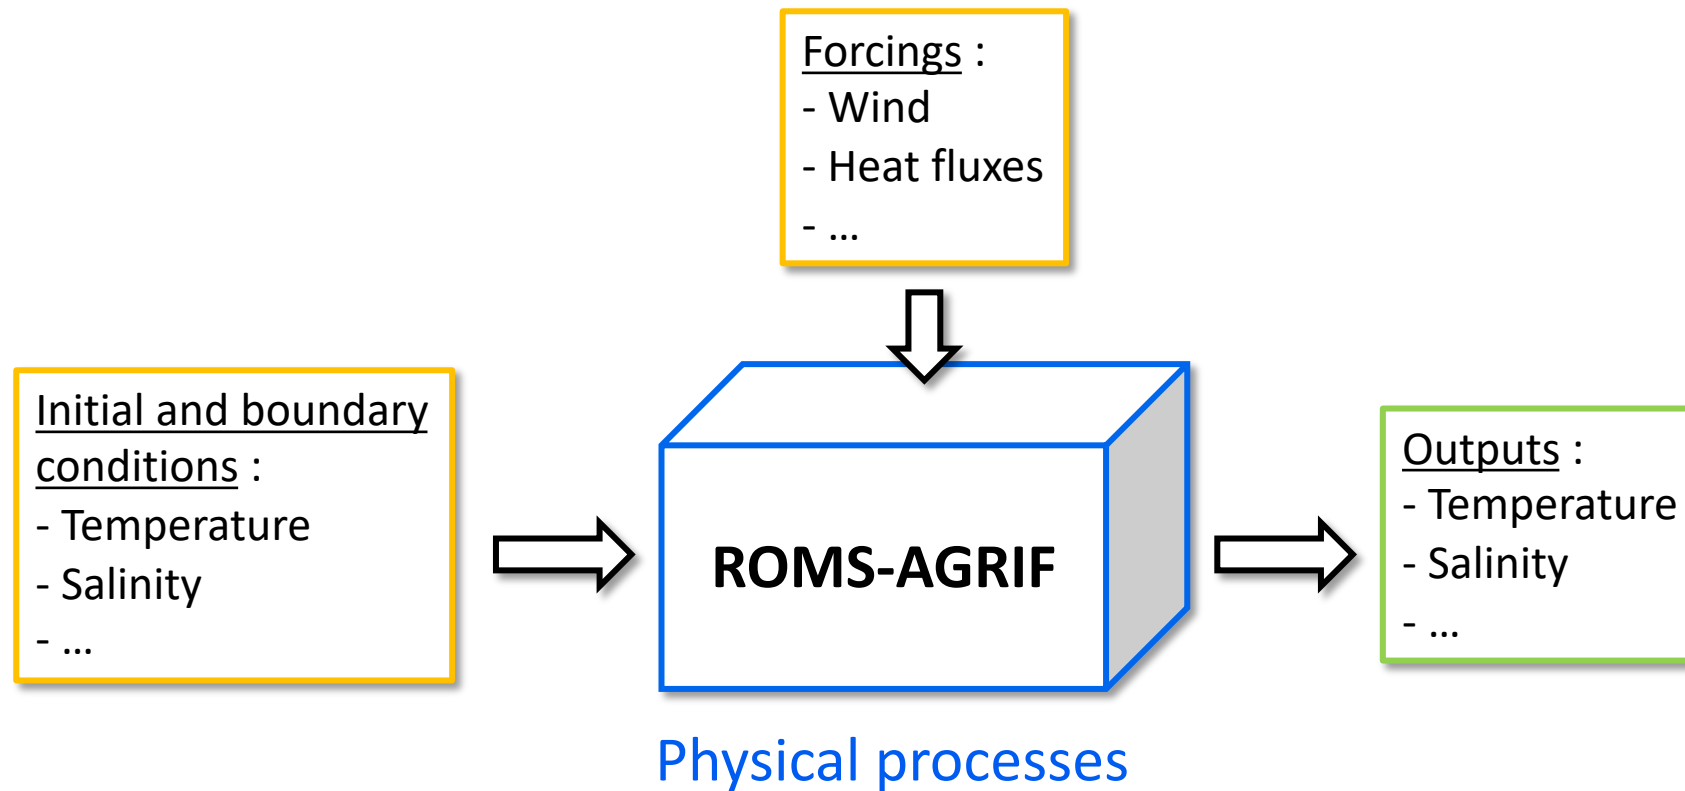 Forcings :
- Wind
- Heat fluxes
- ...
Initial and boundary
conditions :
- Temperature
- Salinity
- ...
ROMS-AGRIF
Outputs :
- Temperature
- Salinity
- ...
Physical processes